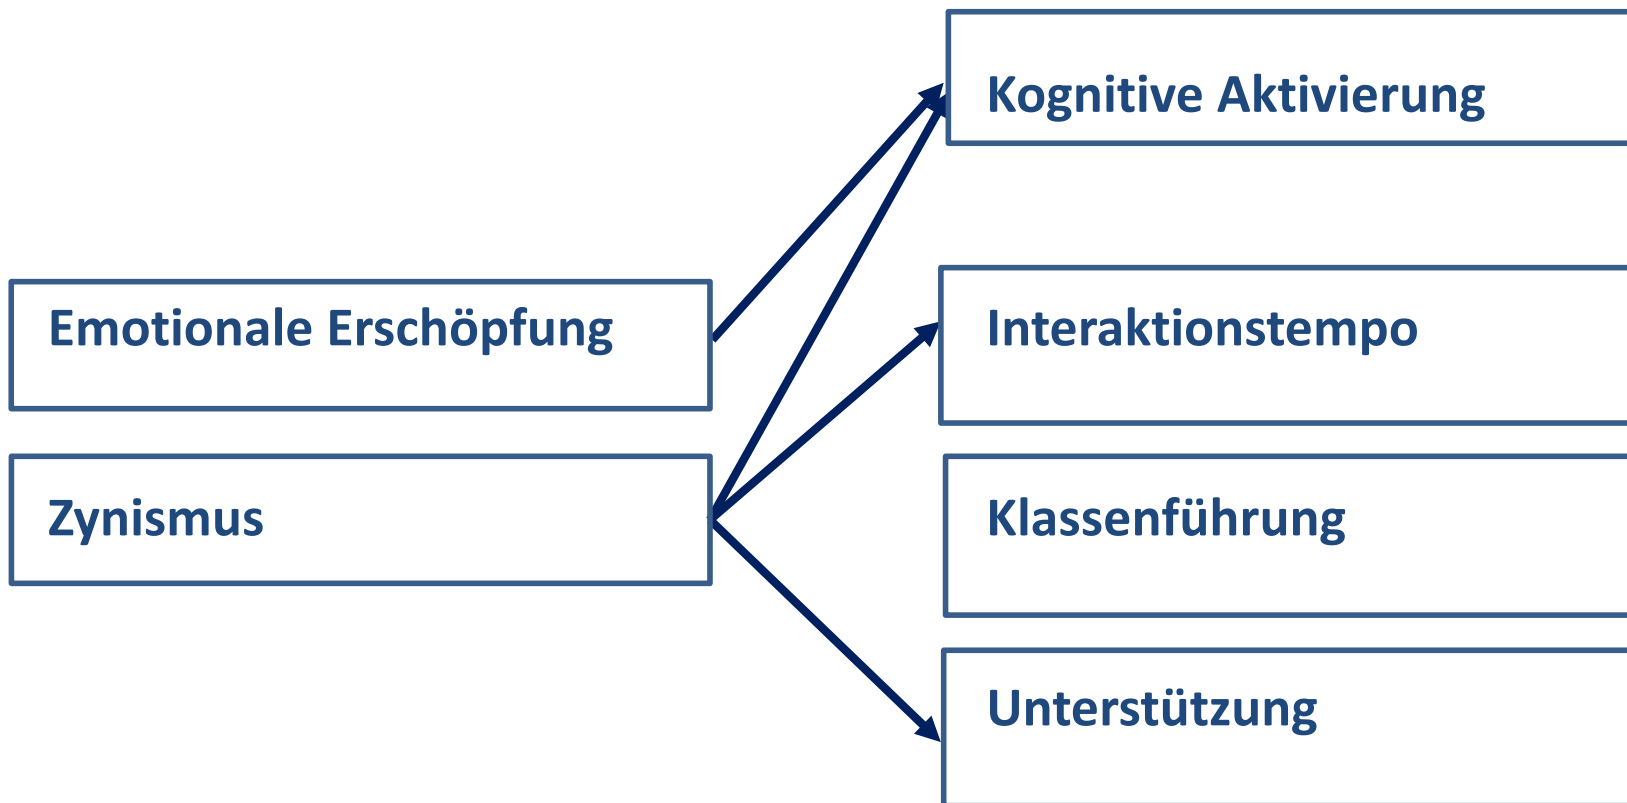 Kognitive Aktivierung
Emotionale Erschöpfung
Interaktionstempo
Zynismus
Klassenführung
Unterstützung